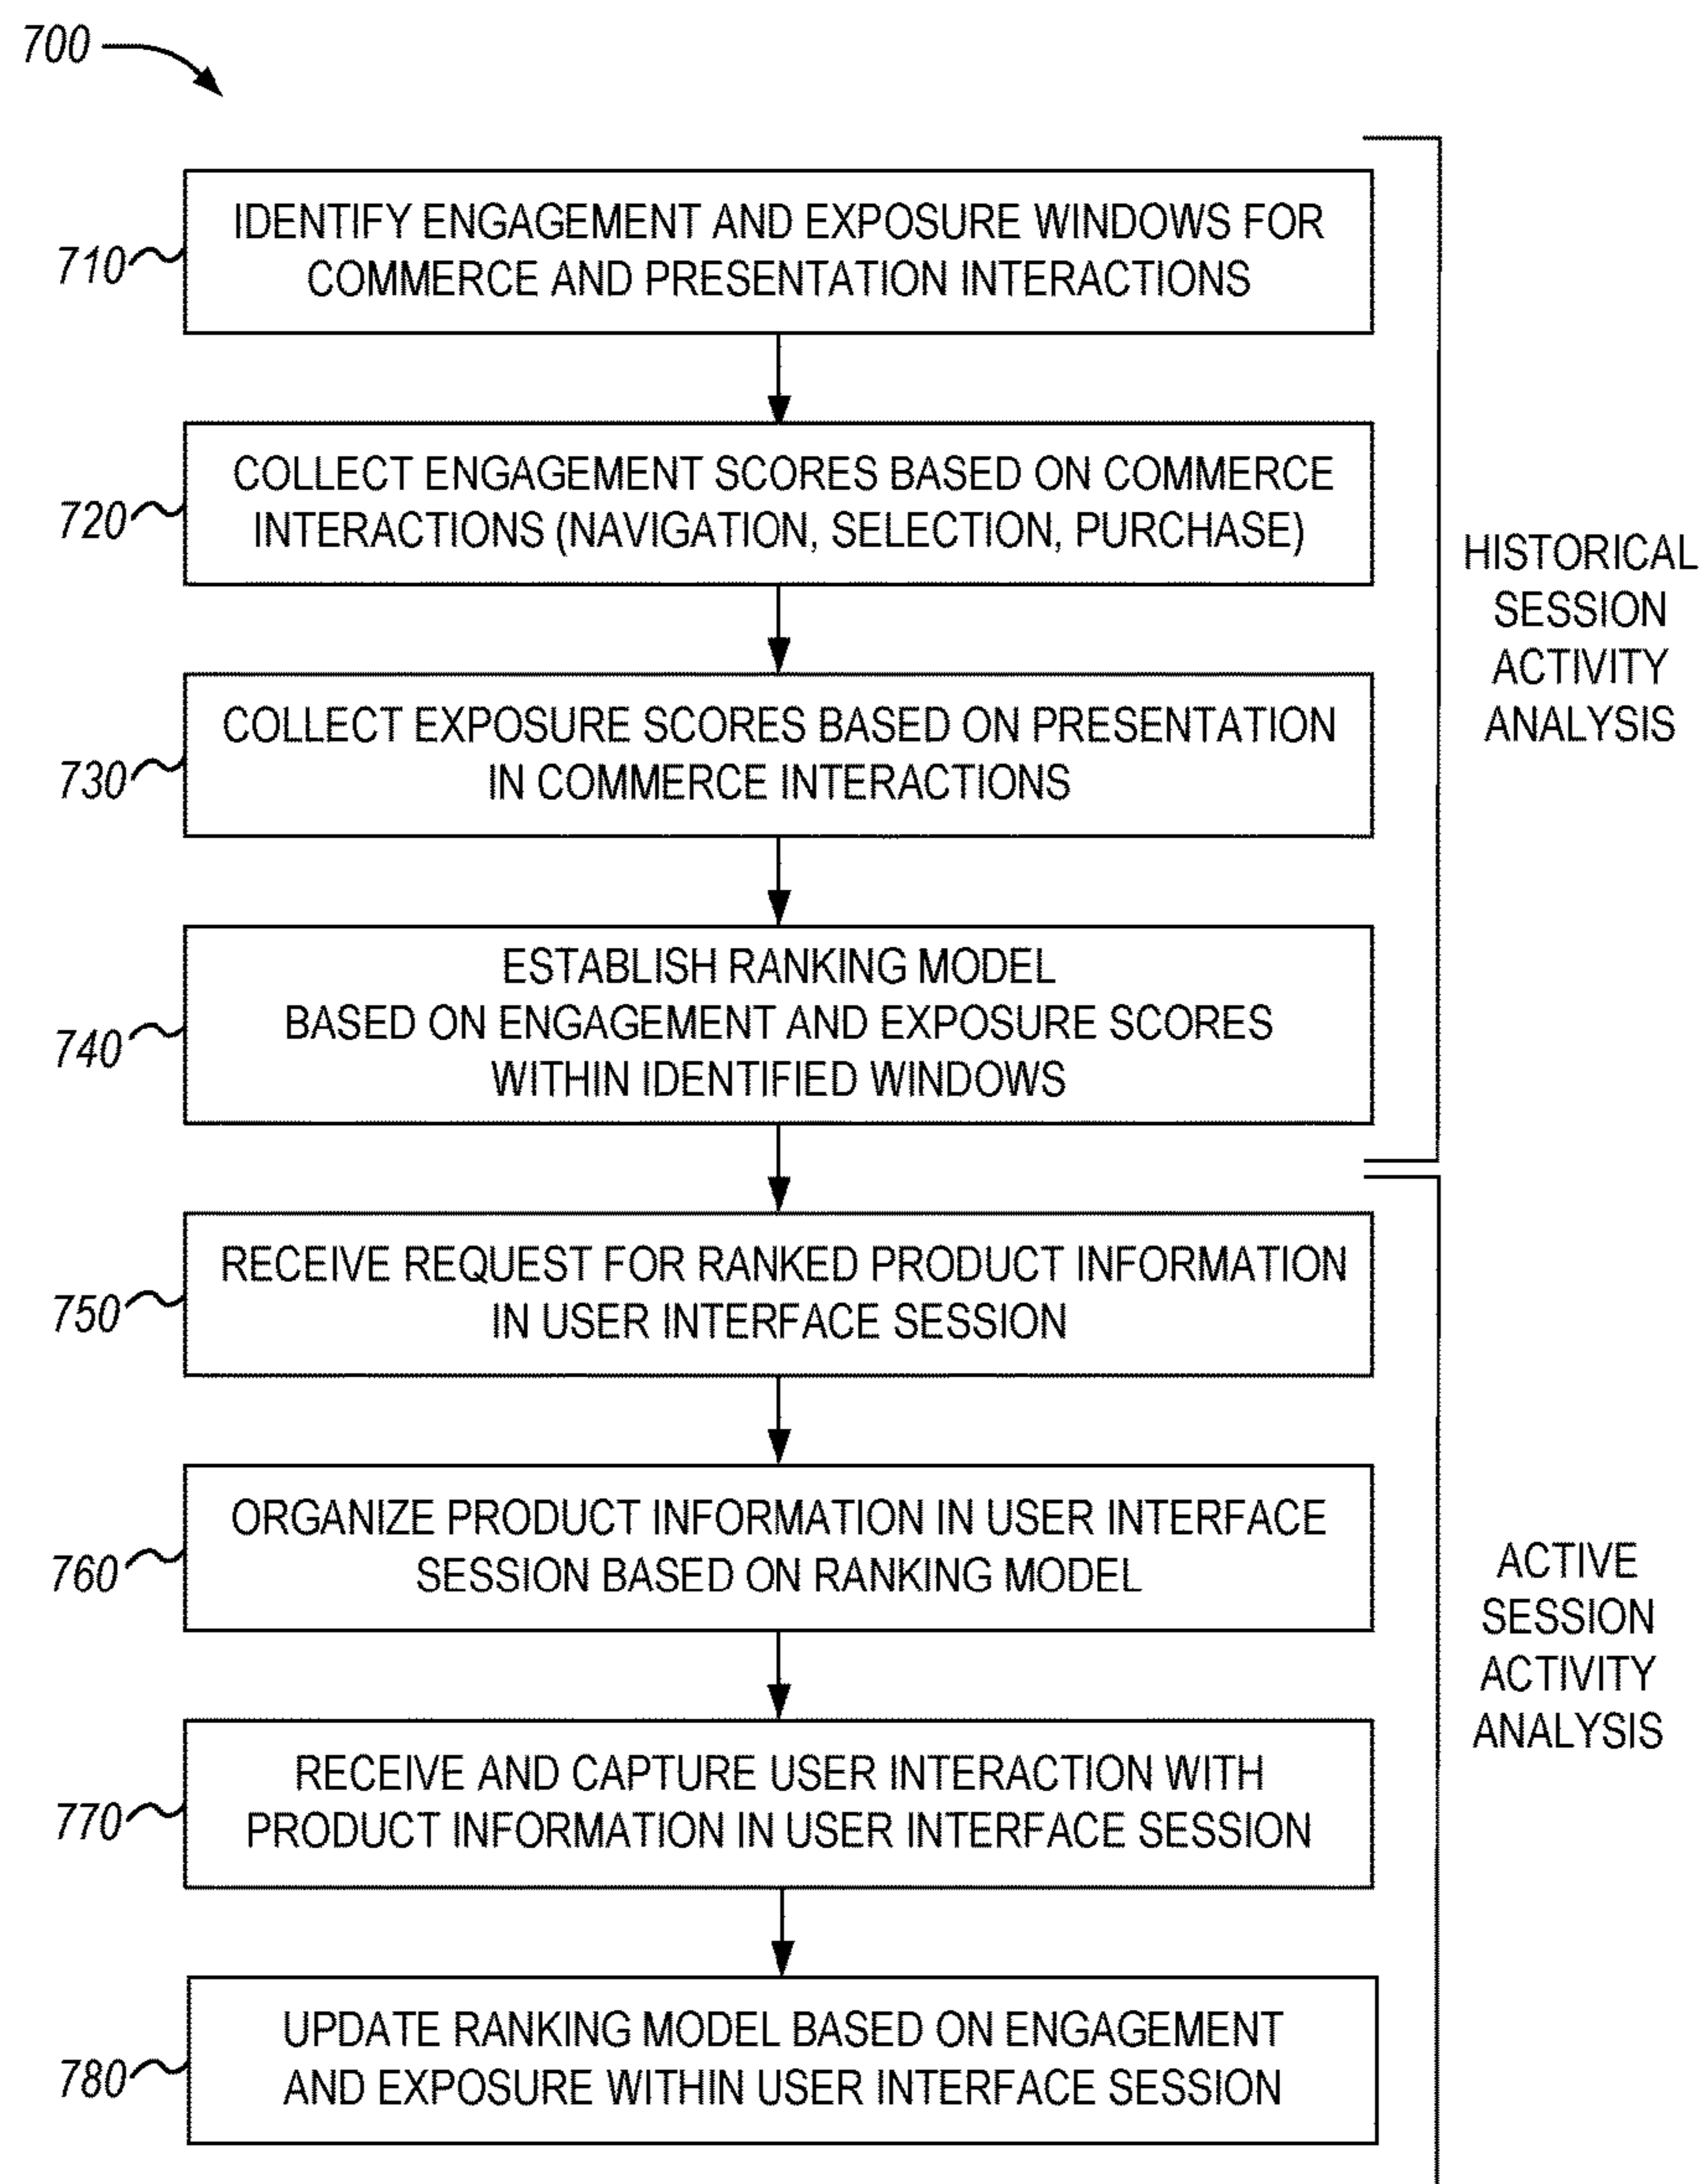 700
710
IDENTIFY ENGAGEMENT AND EXPOSURE WINDOWS FOR
COMMERCE AND PRESENTATION INTERACTIONS
720
COLLECT ENGAGEMENT SCORES BASED ON COMMERCE
INTERACTIONS (NAVIGATION, SELECTION, PURCHASE)
730
COLLECT EXPOSURE SCORES BASED ON PRESENTATION
IN COMMERCE INTERACTIONS
740
ESTABLISH RANKING MODEL
BASED ON ENGAGEMENT AND EXPOSURE SCORES
WITHIN IDENTIFIED WINDOWS
HISTORICAL
SESSION
ACTIVITY
ANALYSIS
750
RECEIVE REQUEST FOR RANKED PRODUCT INFORMATION
IN USER INTERFACE SESSION
760
ORGANIZE PRODUCT INFORMATION IN USER INTERFACE
SESSION BASED ON RANKING MODEL
770
RECEIVE AND CAPTURE USER INTERACTION WITH
PRODUCT INFORMATION IN USER INTERFACE SESSION
780
UPDATE RANKING MODEL BASED ON ENGAGEMENT
AND EXPOSURE WITHIN USER INTERFACE SESSION
ACTIVE
SESSION
ACTIVITY
ANALYSIS